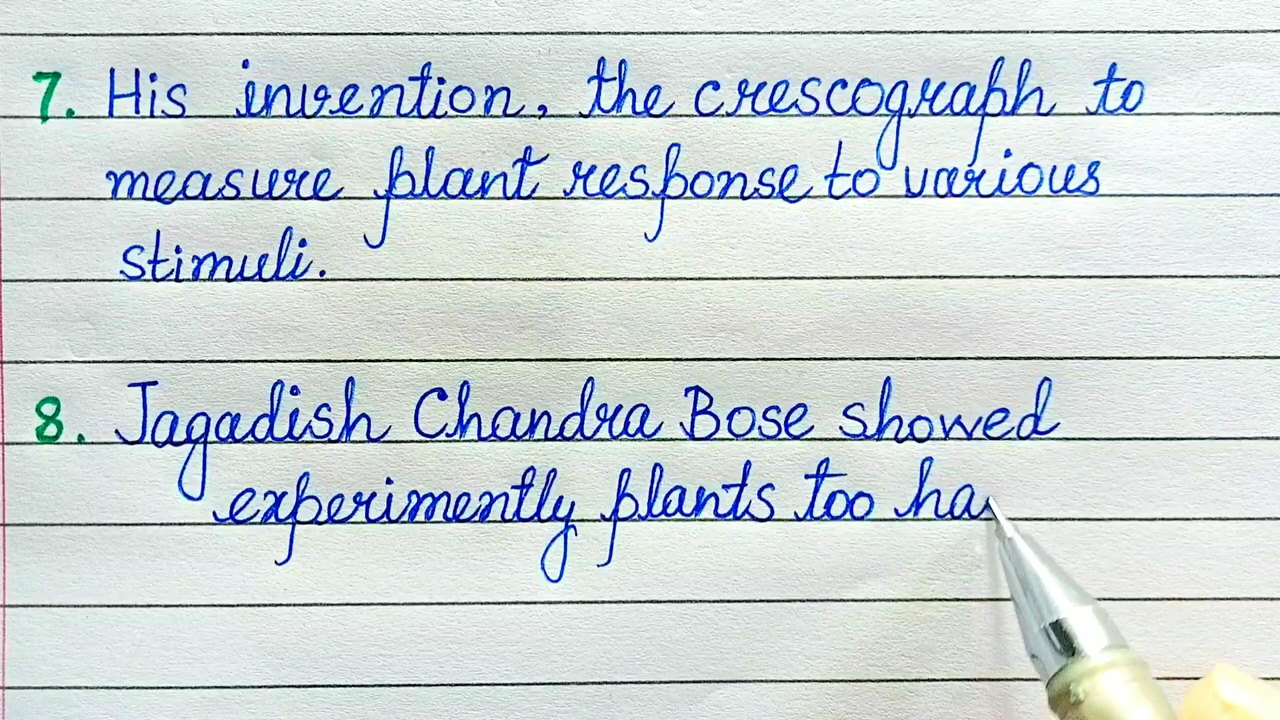 7. His invention, the crescograph to
measure plant response to various
stimuli.
8. Jagadish Chandra Bose showed
experimently plants too ha